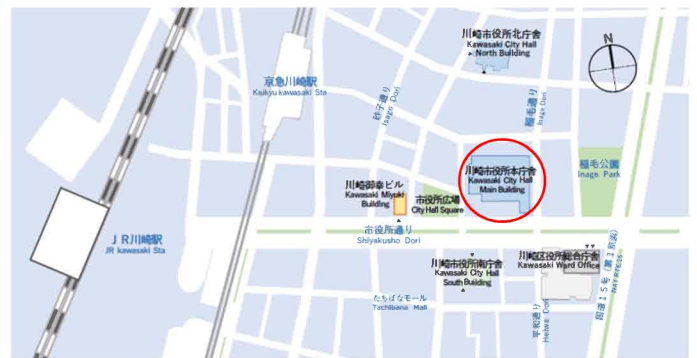 川崎市役所北庁舎
Kawasaki City Hall
North Building
N
京急川崎駅
Keikyu kawasaki Sta
砂子通り
Isago Dori
稲毛通り
Inage Dori
川崎市役所本庁舎
Kawasaki City Hall
Main Building
稲毛公園
Inage Park
川崎御幸ビル
Kawasaki Miyuki
Building
市役所広場
City Hall Square
市役所通り
Shiyakusho Dori
JR川崎駅
JR kawasaki Sta
川崎市役所南庁舎
Kawasaki City Hall
South Building
川崎区役所総合庁舎
Kawasaki Ward Office
たちばなモール
Tachibana Mall
平和通り
Heiwa Dori
国道15号(第1京浜)